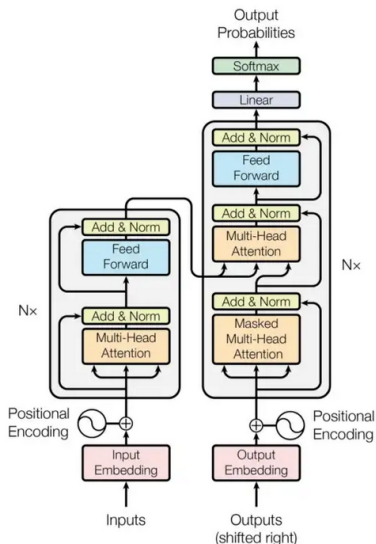 Output
Probabilities
Softmax
Linear
Add & Norm
Feed
Forward
Add & Norm
Multi-Head
Attention
Add & Norm
Masked
Multi-Head
Attention
Nx
Add & Norm
Feed
Forward
Add & Norm
Multi-Head
Attention
N×
Positional
Encoding
Positional
Encoding
Input
Embedding
Output
Embedding
Inputs
Outputs
(shifted right)